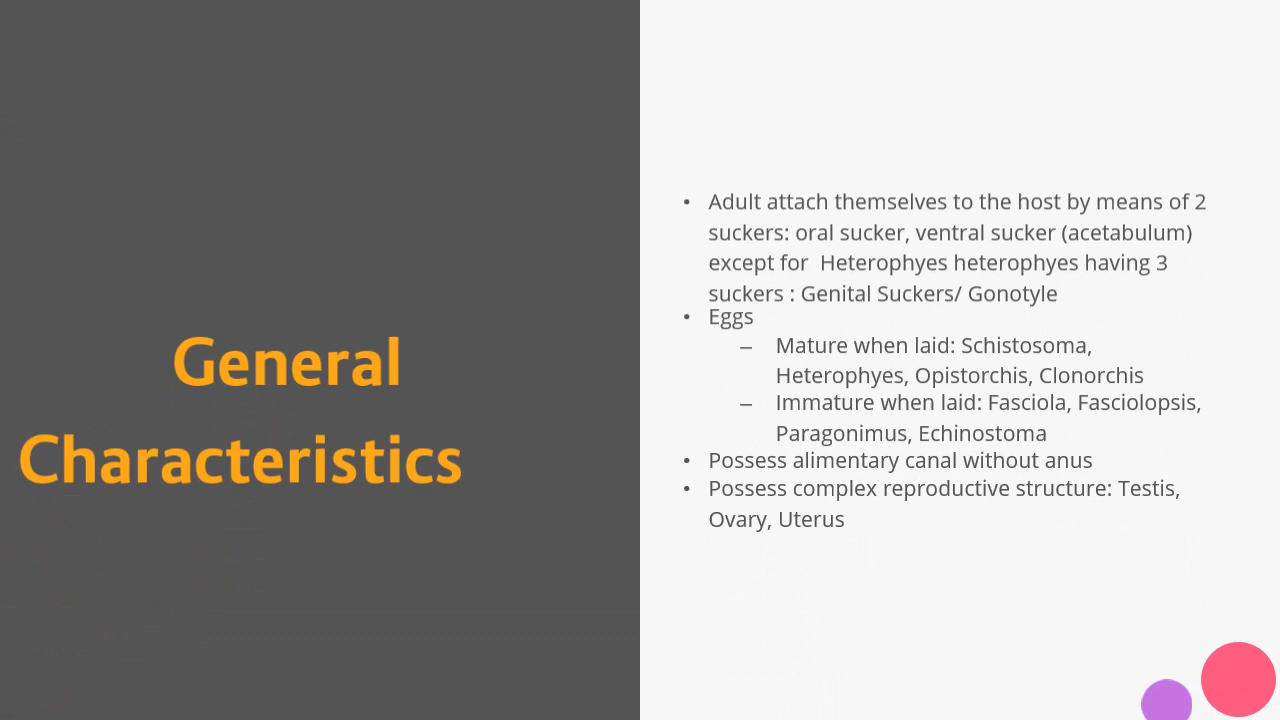 General
Characteristics
• Adult attach themselves to the host by means of 2
suckers: oral sucker, ventral sucker (acetabulum)
except for  Heterophyes heterophyes having 3
suckers : Genital Suckers/ Gonotyle
• Eggs
– Mature when laid: Schistosoma,
Heterophyes, Opistorchis, Clonorchis
– Immature when laid: Fasciola, Fasciolopsis,
Paragonimus, Echinostoma
• Possess alimentary canal without anus
• Possess complex reproductive structure: Testis,
Ovary, Uterus